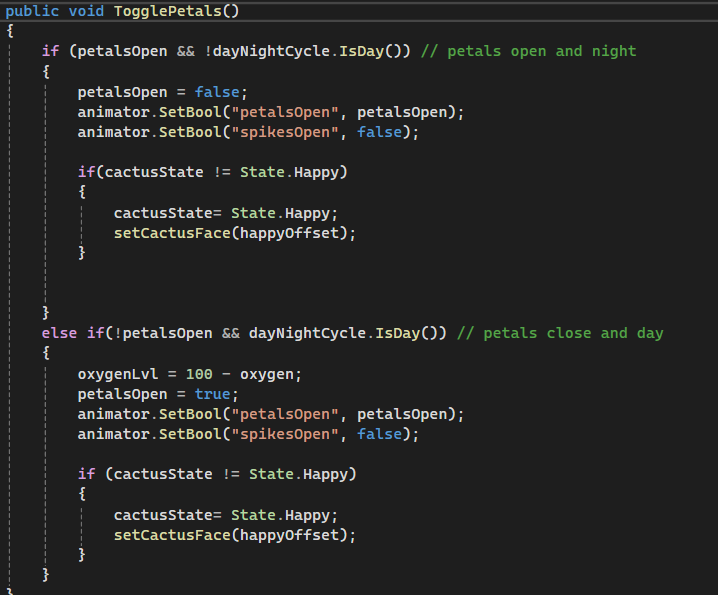 public void TogglePetals()
{
    if (petalsOpen && !dayNightCycle.IsDay()) // petals open and night
    {
        petalsOpen = false;
        animator.SetBool("petalsOpen", petalsOpen);
        animator.SetBool("spikesOpen", false);

        if(cactusState != State.Happy)
        {
            cactusState= State.Happy;
            setCactusFace(happyOffset);
        }


    }
    else if(!petalsOpen && dayNightCycle.IsDay()) // petals close and day
    {
        oxygenLvl = 100 - oxygen;
        petalsOpen = true;
        animator.SetBool("petalsOpen", petalsOpen);
        animator.SetBool("spikesOpen", false);

        if (cactusState != State.Happy)
        {
            cactusState= State.Happy;
            setCactusFace(happyOffset);
        }
    }
}